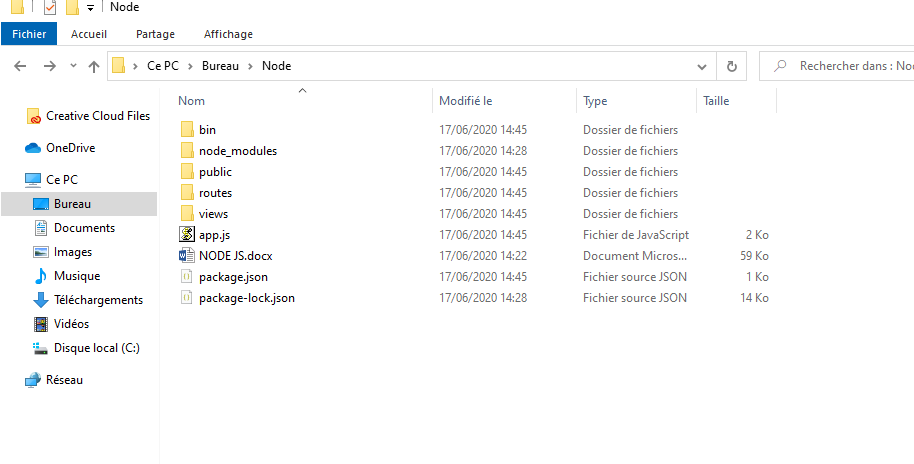 Node
Fichier Accueil Partage Affichage
Ce PC Bureau Node Rechercher dans : Noc
Nom Modifié le Type Taille
Creative Cloud Files
OneDrive
Ce PC
Bureau
Documents
Images
Musique
Téléchargements
Vidéos
Disque local (C:)
Réseau
bin 17/06/2020 14:45 Dossier de fichiers
node_modules 17/06/2020 14:28 Dossier de fichiers
public 17/06/2020 14:45 Dossier de fichiers
routes 17/06/2020 14:45 Dossier de fichiers
views 17/06/2020 14:45 Dossier de fichiers
app.js 17/06/2020 14:45 Fichier de JavaScript 2 Ko
NODE JS.docx 17/06/2020 14:22 Document Micros... 59 Ko
package.json 17/06/2020 14:45 Fichier source JSON 1 Ko
package-lock.json 17/06/2020 14:28 Fichier source JSON 14 Ko